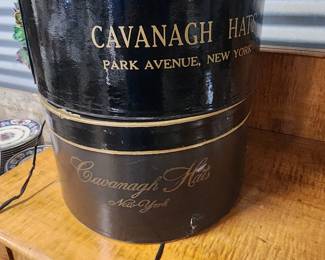 CAVANAGH HATS
PARK AVENUE, NEW YORK
Cavanagh Hats
New-York